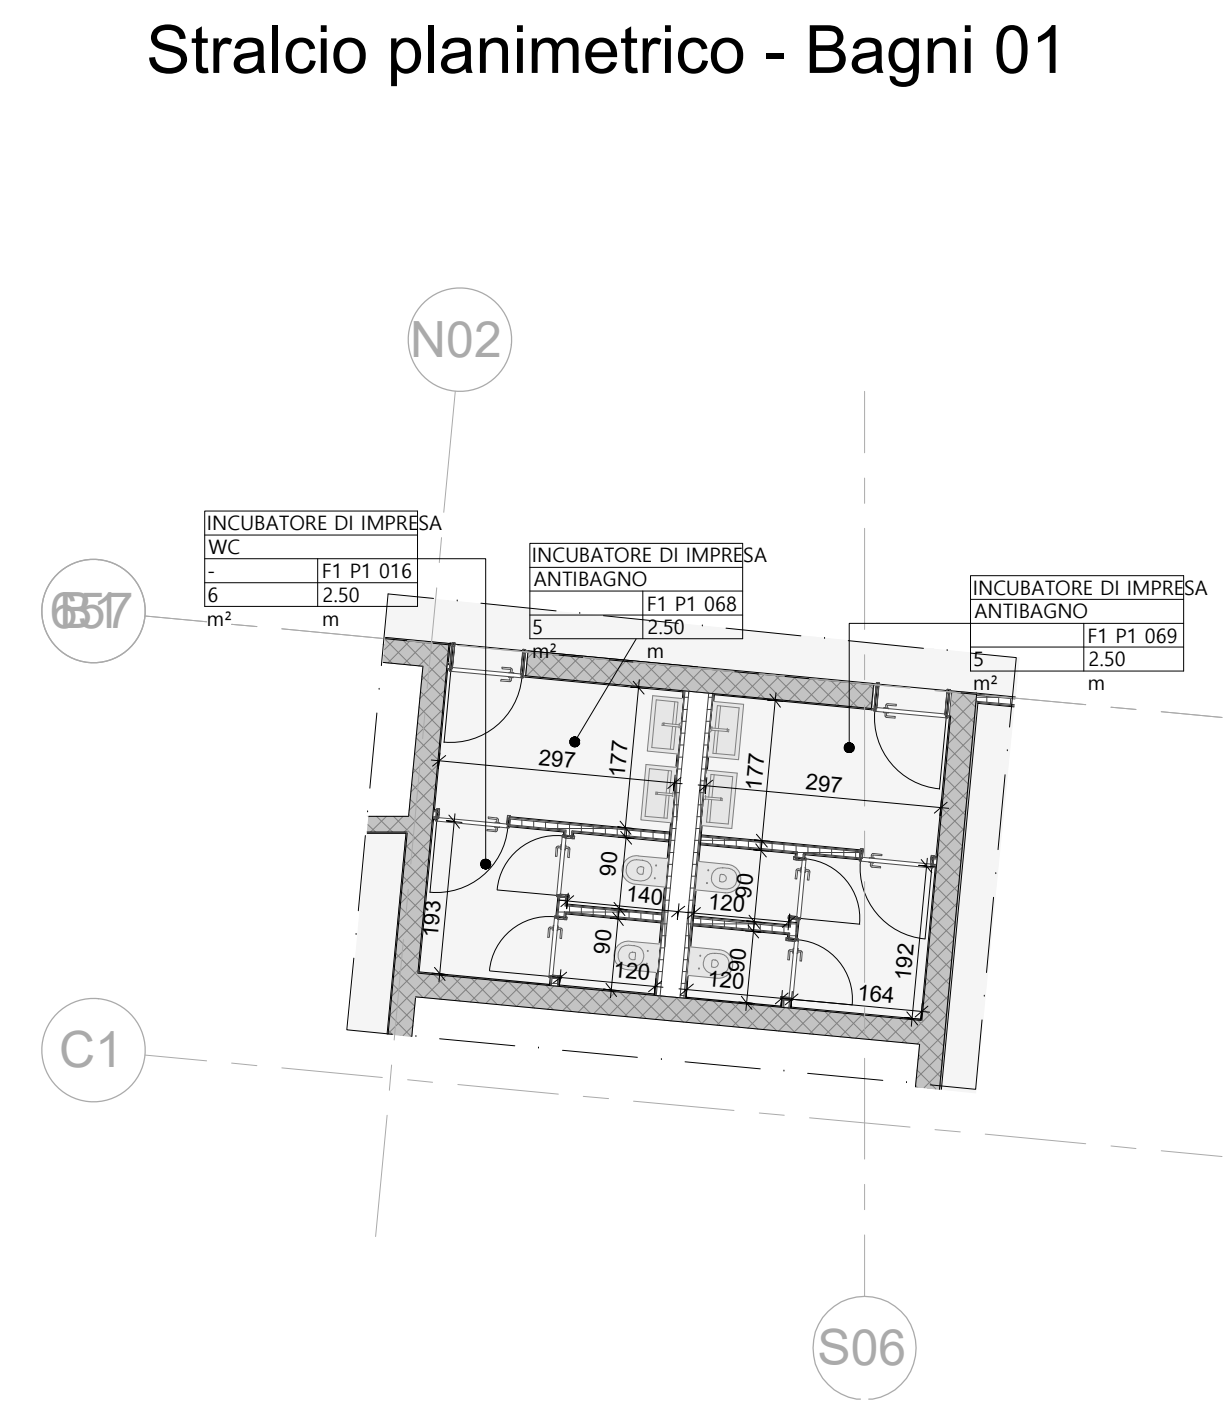 Stralcio planimetrico - Bagni 01
N02
INCUBATORE DI IMPRESA
WC
- F1 P1 016
6 2.50
m² m
INCUBATORE DI IMPRESA
ANTIBAGNO
F1 P1 068
5 2.50
m² m
INCUBATORE DI IMPRESA
ANTIBAGNO
F1 P1 069
5 2.50
m² m
297
177
177
297
90
140
90
120
193
90
120
90
120
192
164
C1
S06